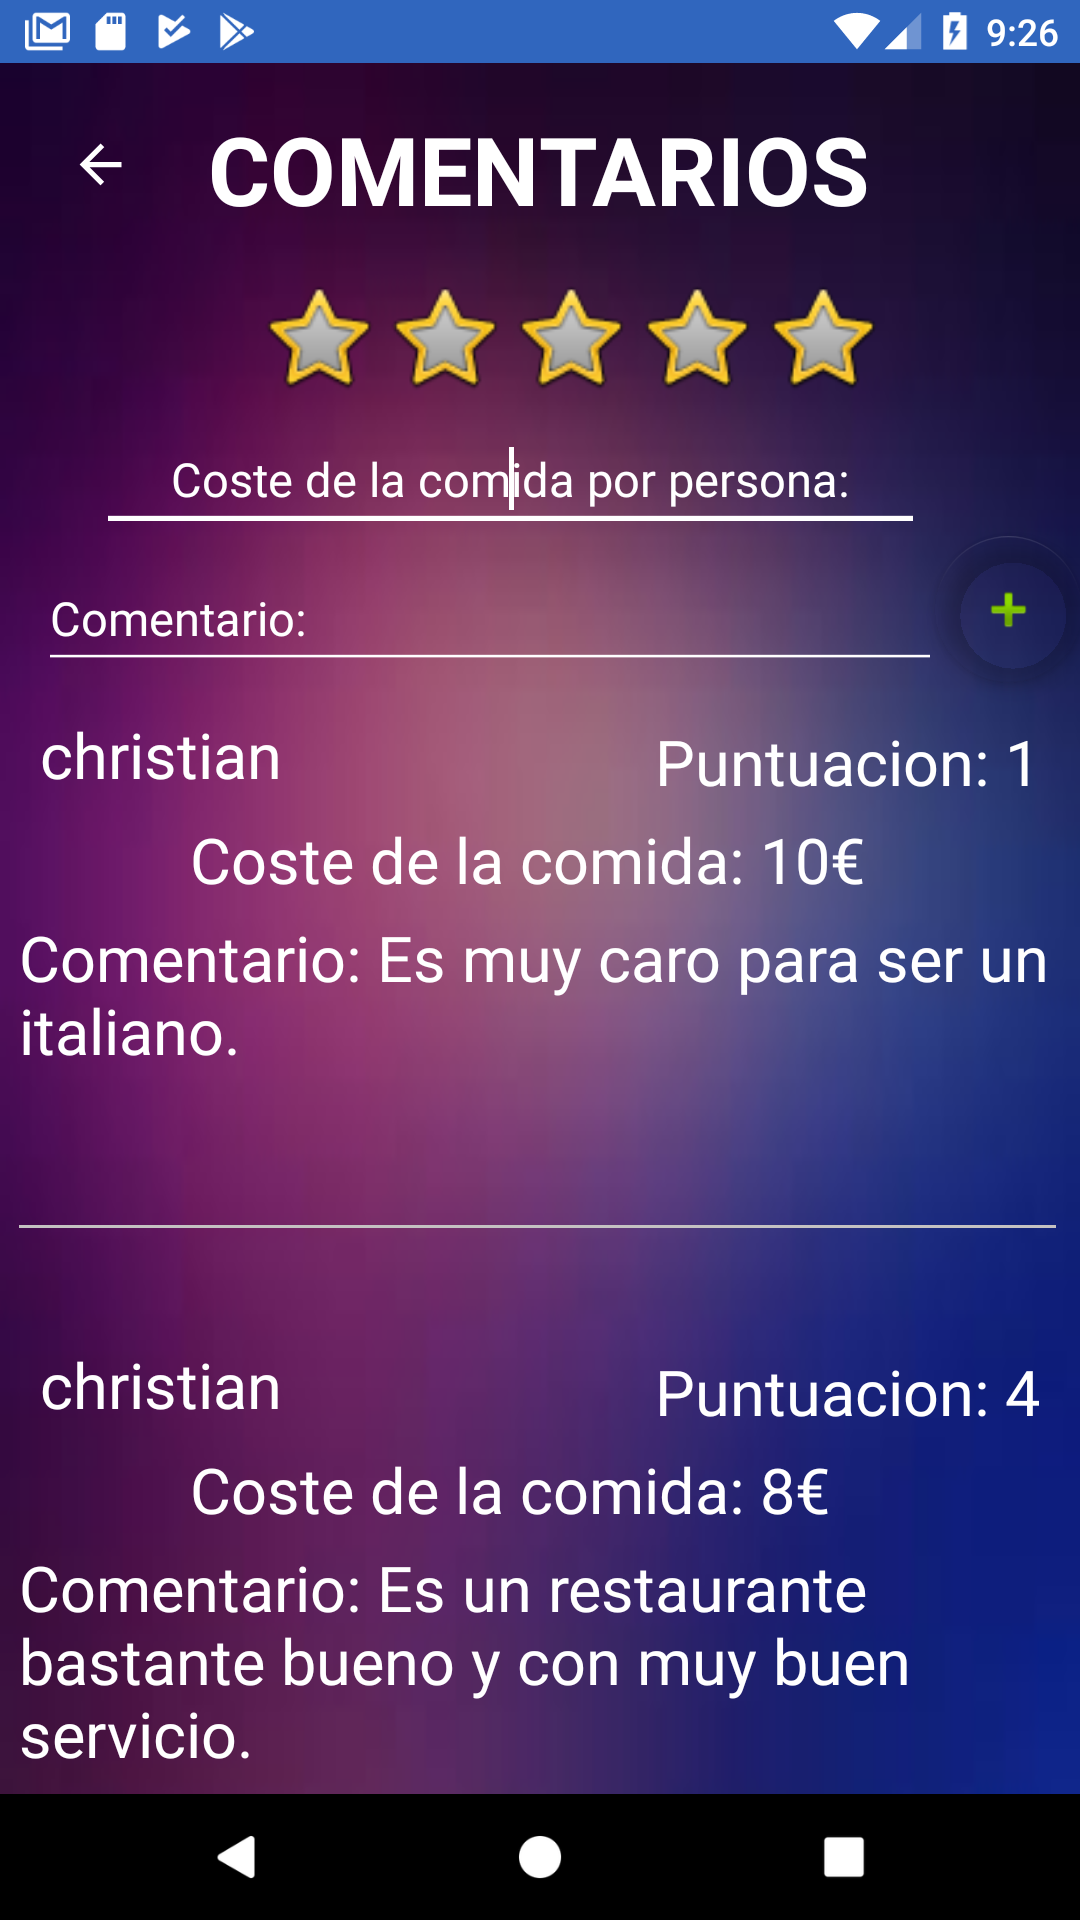 9:26
COMENTARIOS
Coste de la comida por persona:
Comentario:
christian
Puntuacion: 1
Coste de la comida: 10€
Comentario: Es muy caro para ser un
italiano.
christian
Puntuacion: 4
Coste de la comida: 8€
Comentario: Es un restaurante
bastante bueno y con muy buen
servicio.